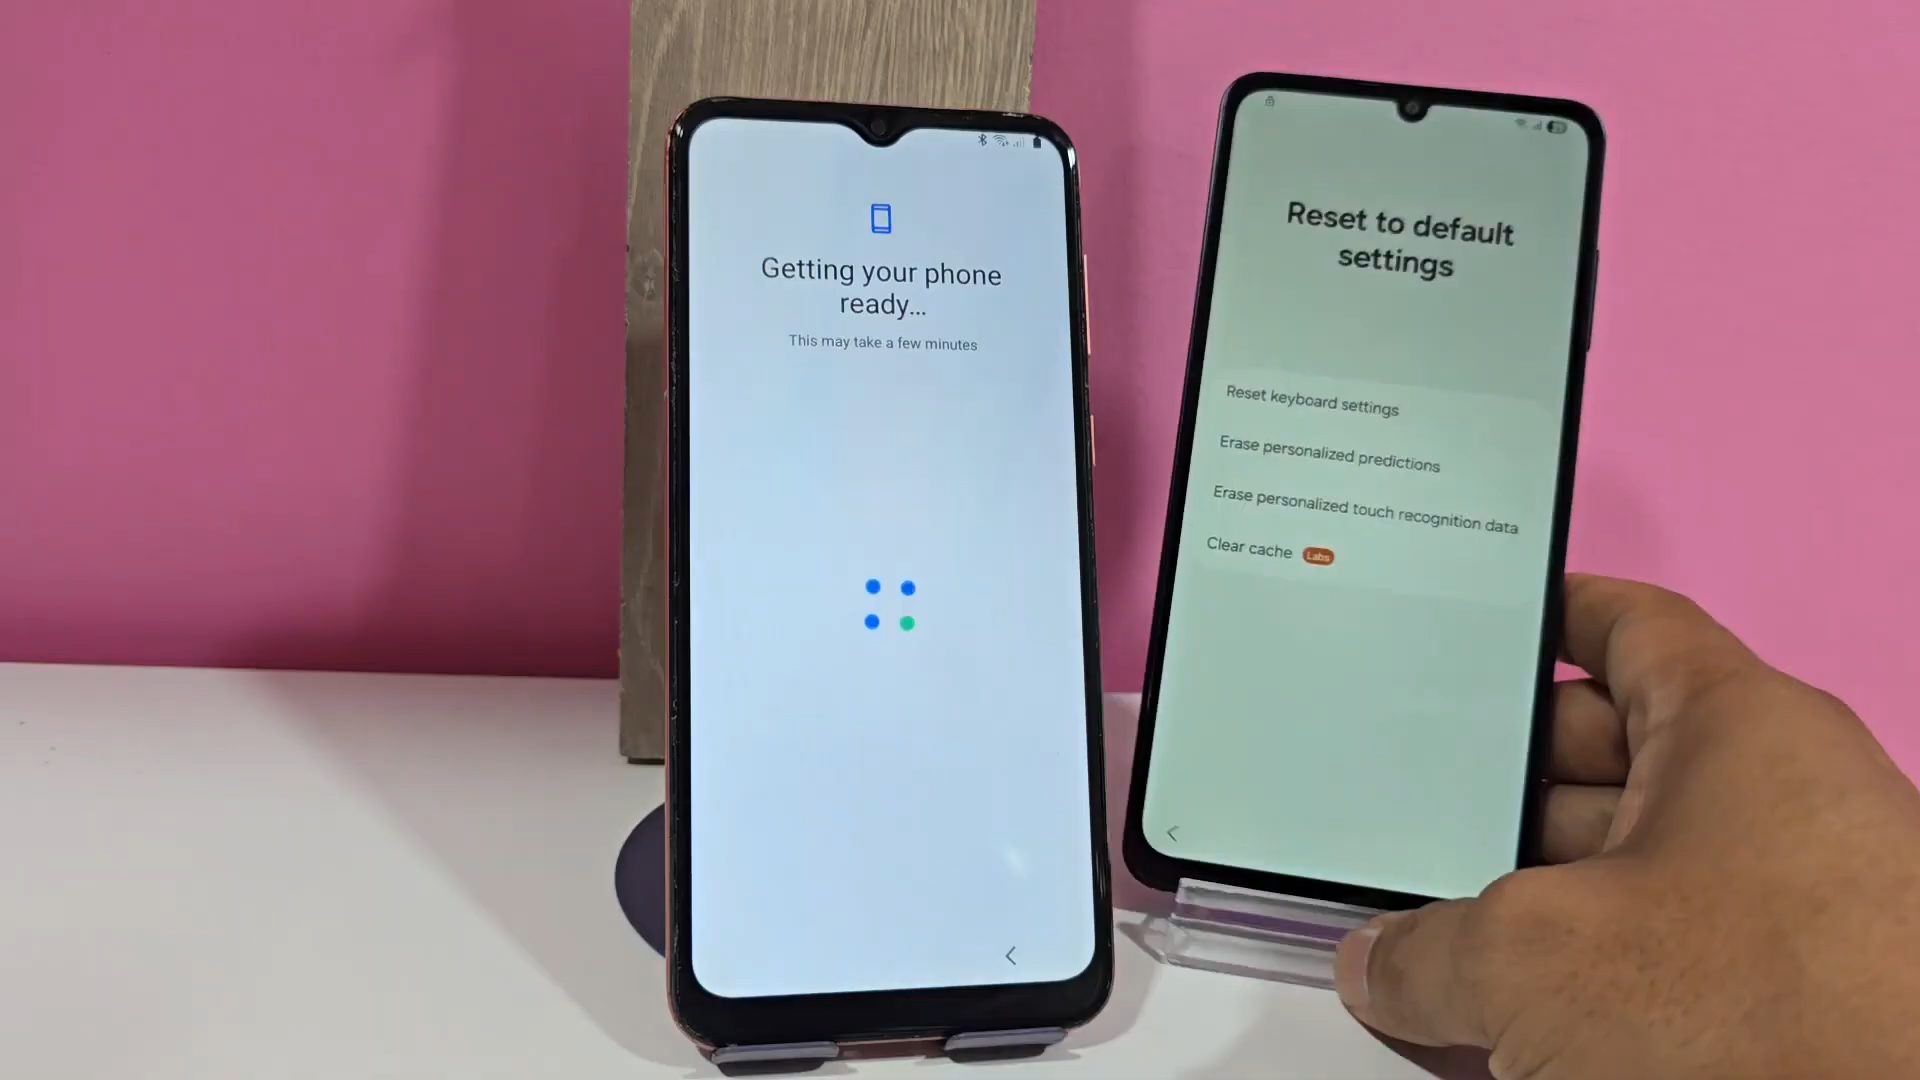 Getting your phone
ready...
This may take a few minutes
Reset to default
settings
Reset keyboard settings
Erase personalized predictions
Erase personalized touch recognition data
Clear cache Labs